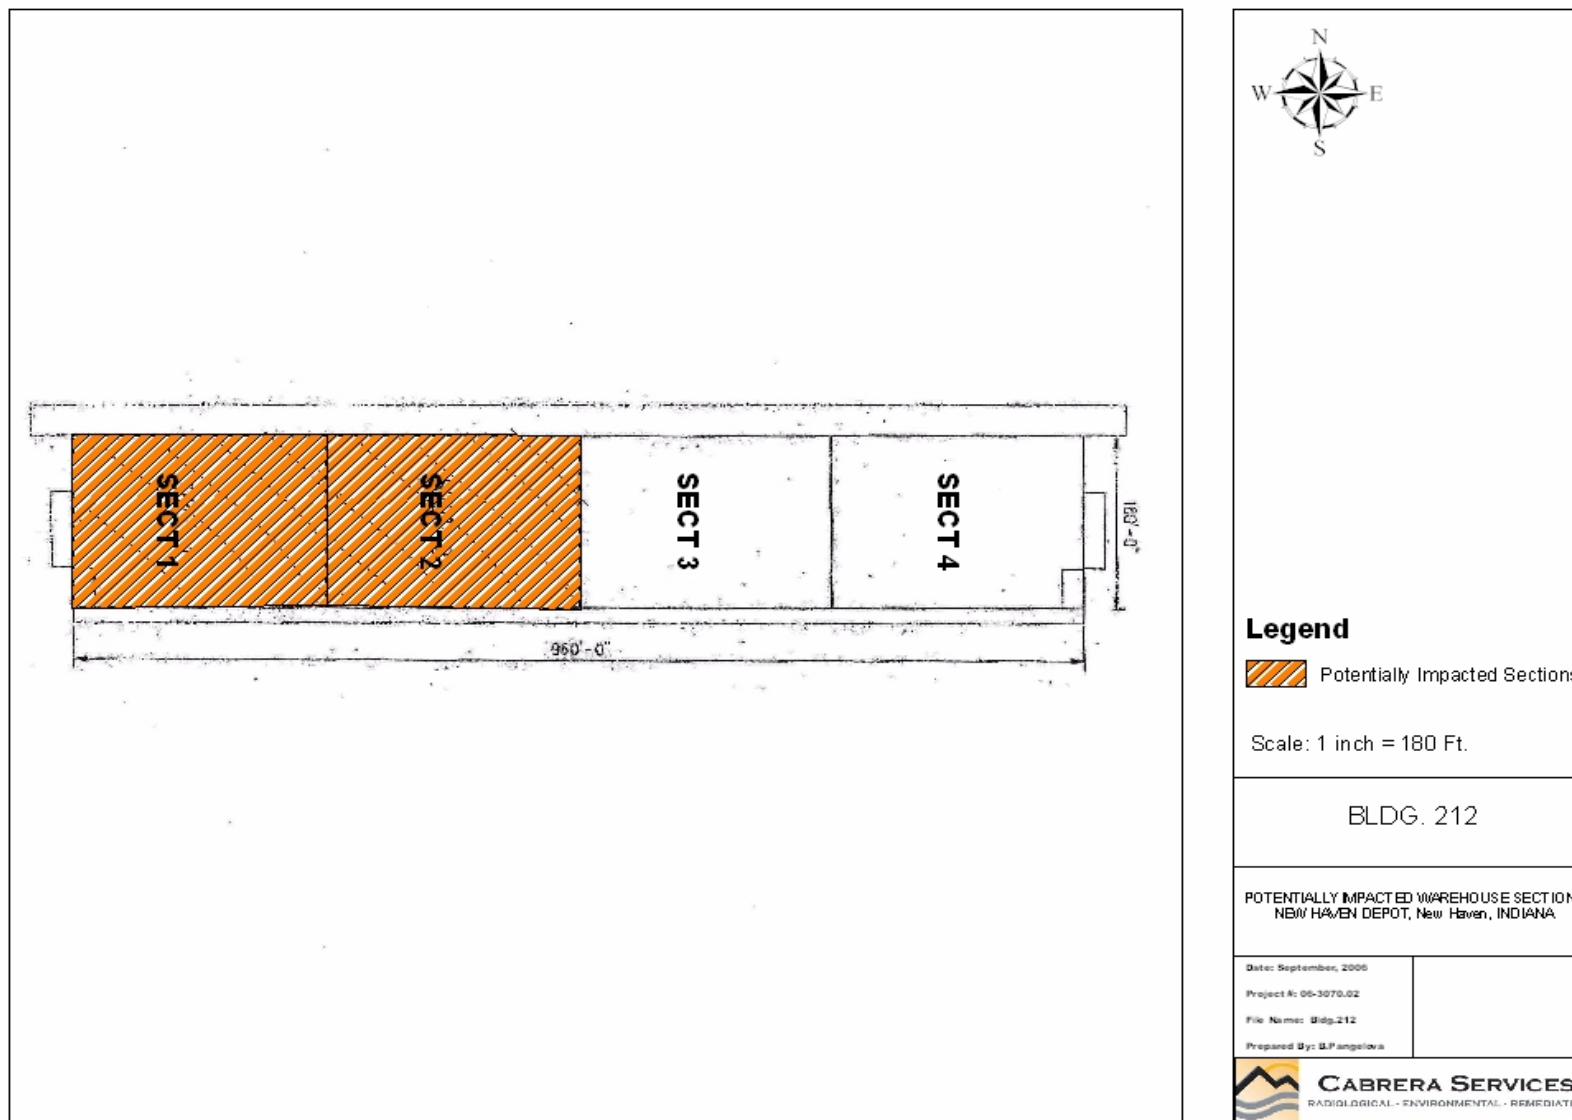 N
W E
S
SECT 1
SECT 2
SECT 3
SECT 4
180'-0"
960'-0"
Legend
Potentially Impacted Sections
Scale: 1 inch = 180 Ft.
BLDG. 212
POTENTIALLY IMPACTED WAREHOUSE SECTION
NEW HAVEN DEPOT, New Haven, INDIANA
Date: September, 2006
Project #: 06-3070.02
File Name: Bldg.212
Prepared By: B.Pangelova
CABRERA SERVICES
RADIOLOGICAL - ENVIRONMENTAL - REMEDIATI